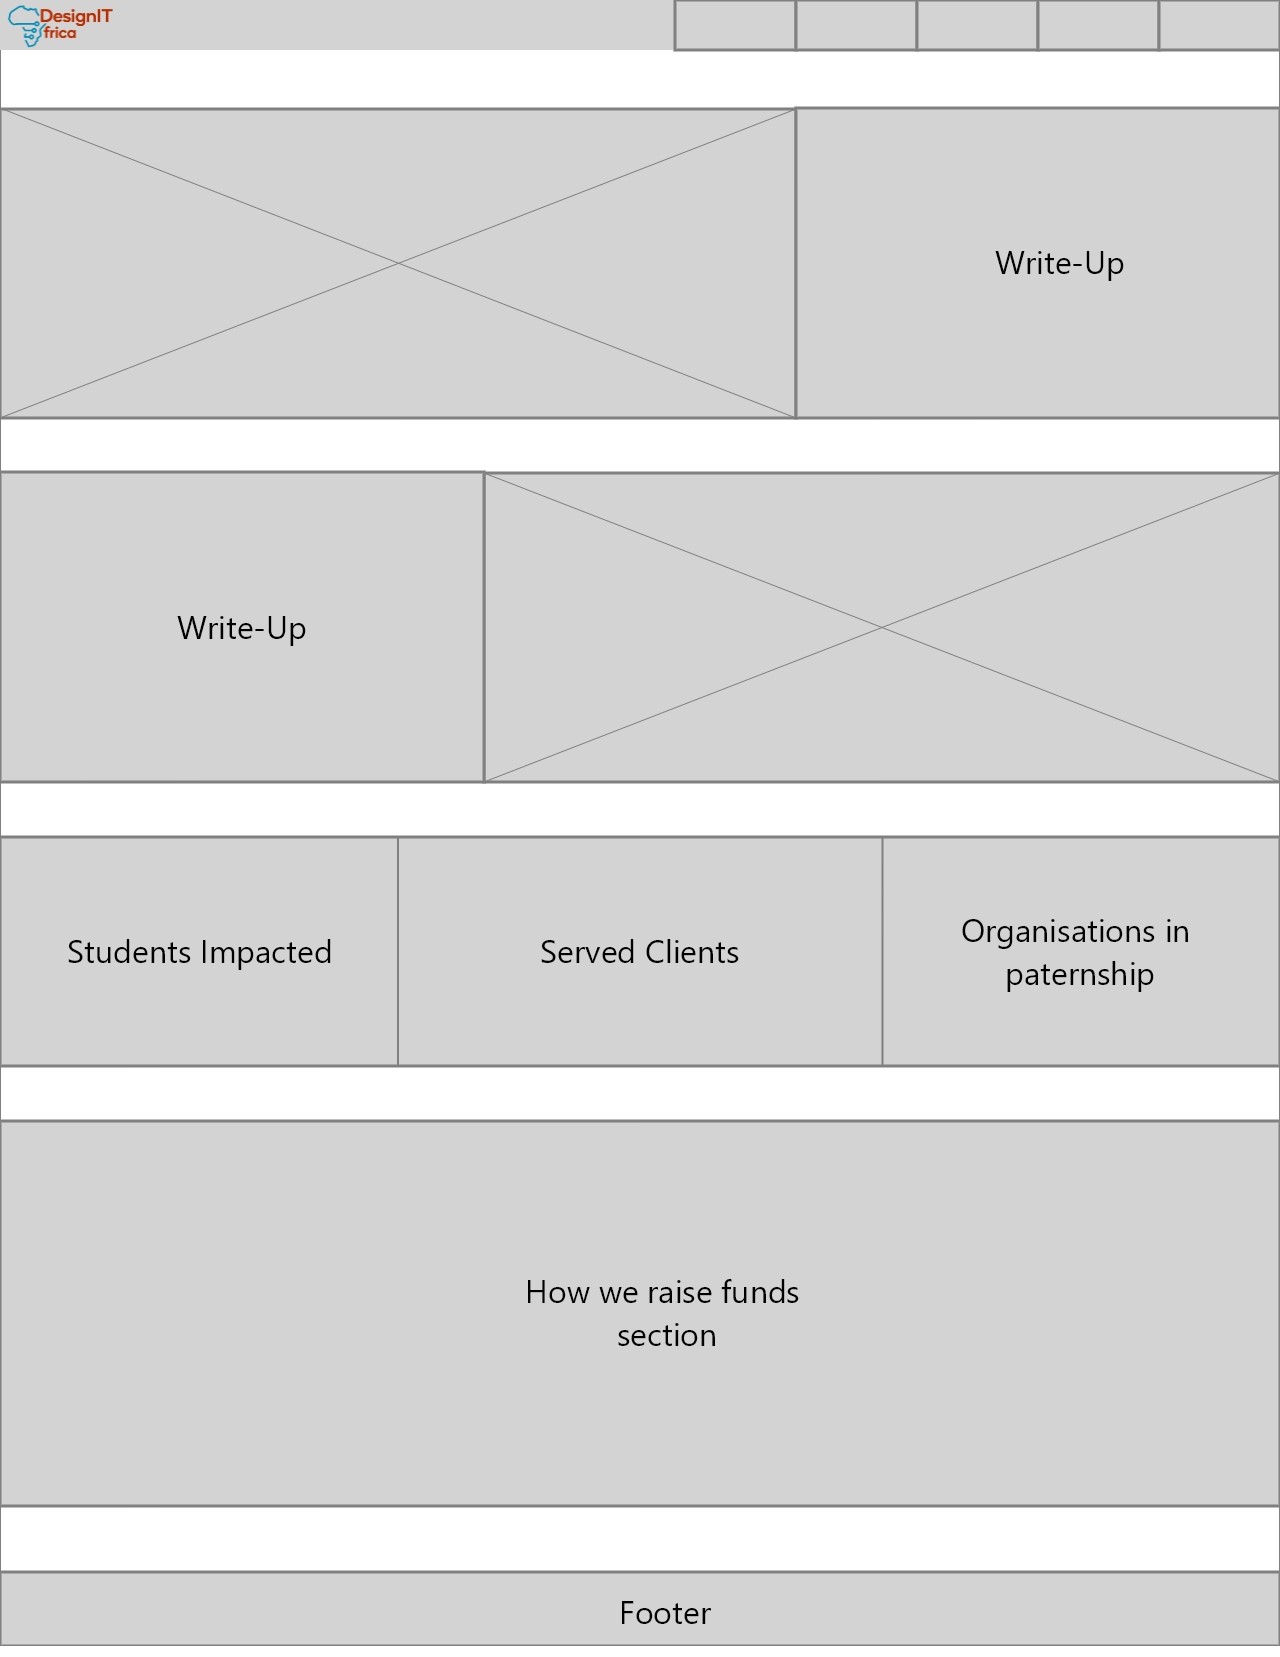 DesignIT
frica
Write-Up
Write-Up
Students Impacted
Served Clients
Organisations in
paternship
How we raise funds
section
Footer